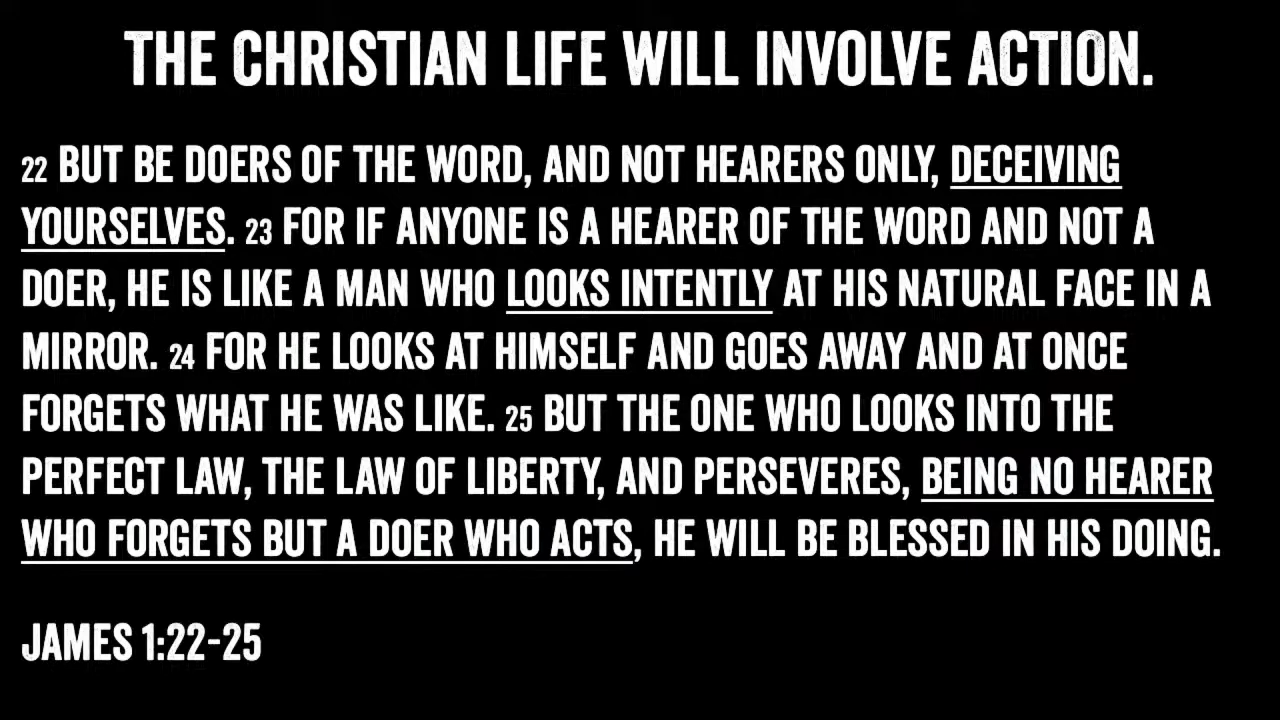 THE CHRISTIAN LIFE WILL INVOLVE ACTION.
22 BUT BE DOERS OF THE WORD, AND NOT HEARERS ONLY, DECEIVING
YOURSELVES. 23 FOR IF ANYONE IS A HEARER OF THE WORD AND NOT A
DOER, HE IS LIKE A MAN WHO LOOKS INTENTLY AT HIS NATURAL FACE IN A
MIRROR. 24 FOR HE LOOKS AT HIMSELF AND GOES AWAY AND AT ONCE
FORGETS WHAT HE WAS LIKE. 25 BUT THE ONE WHO LOOKS INTO THE
PERFECT LAW, THE LAW OF LIBERTY, AND PERSEVERES, BEING NO HEARER
WHO FORGETS BUT A DOER WHO ACTS, HE WILL BE BLESSED IN HIS DOING.
JAMES 1:22-25